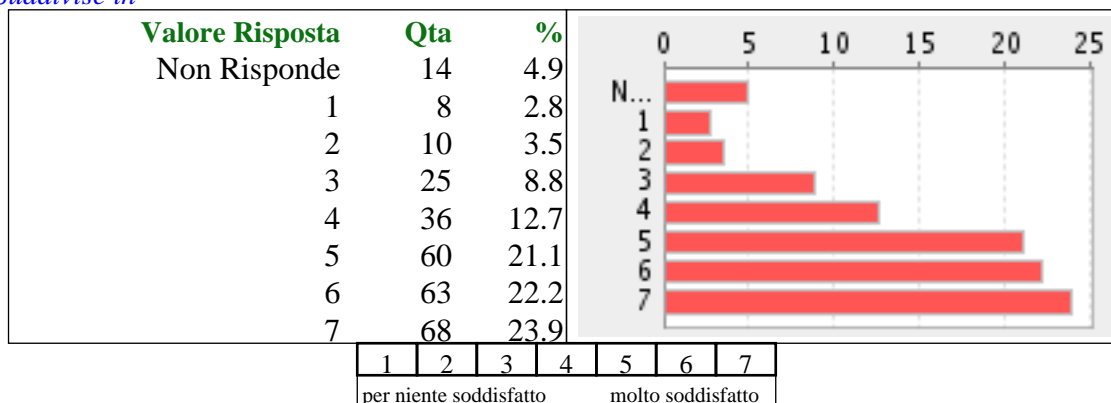 suddivise in
Valore Risposta Qta %
Non Risponde 14 4.9
1 8 2.8
2 10 3.5
3 25 8.8
4 36 12.7
5 60 21.1
6 63 22.2
7 68 23.9
0 5 10 15 20 25
N...
1
2
3
4
5
6
7
1 2 3 4 5 6 7
per niente soddisfatto molto soddisfatto